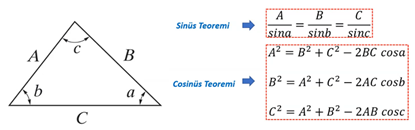 A
c
B
b
a
C
Sinüs Teoremi
A/sina = B/sinb = C/sinc
Cosinüs Teoremi
A² = B² + C² − 2BC cosa
B² = A² + C² − 2AC cosb
C² = A² + B² − 2AB cosc